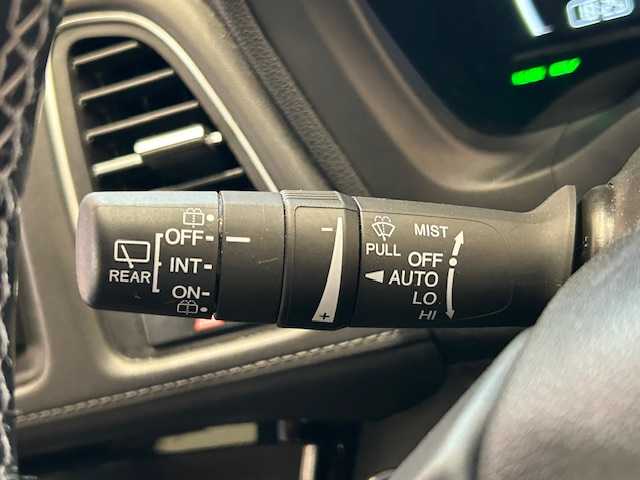 OFF
INT
ON
REAR
−
+
PULL
MIST
OFF
AUTO
LO
HI